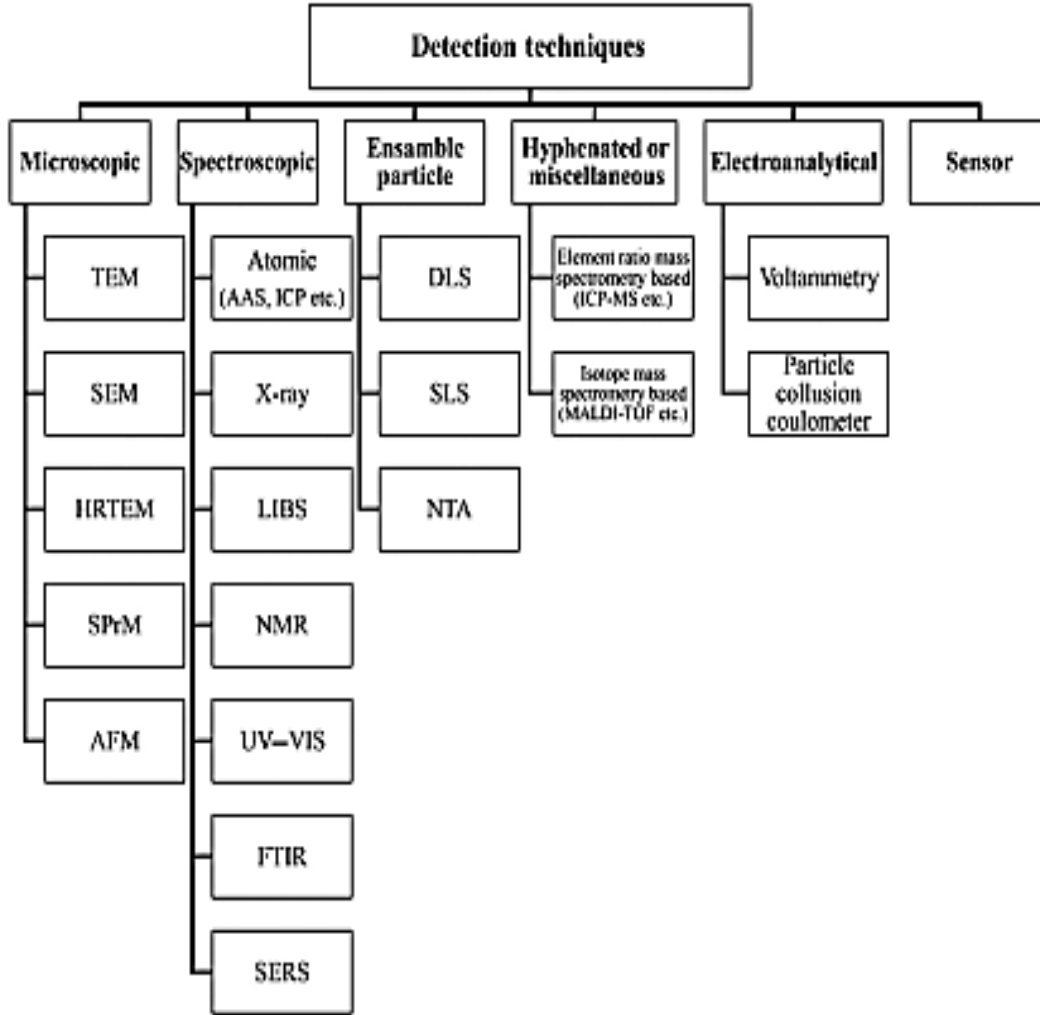 Detection techniques
Microscopic
Spectroscopic
Ensamble
particle
Hyphenated or
miscellaneous
Electroanalytical
Sensor
TEM
SEM
HRTEM
SPrM
AFM
Atomic
(AAS, ICP etc.)
X-ray
LIBS
NMR
UV–VIS
FTIR
SERS
DLS
SLS
NTA
Element ratio mass
spectrometry based
(ICP-MS etc.)
Isotope mass
spectrometry based
(MALDI-TOF etc.)
Voltammetry
Particle
collusion
coulometer